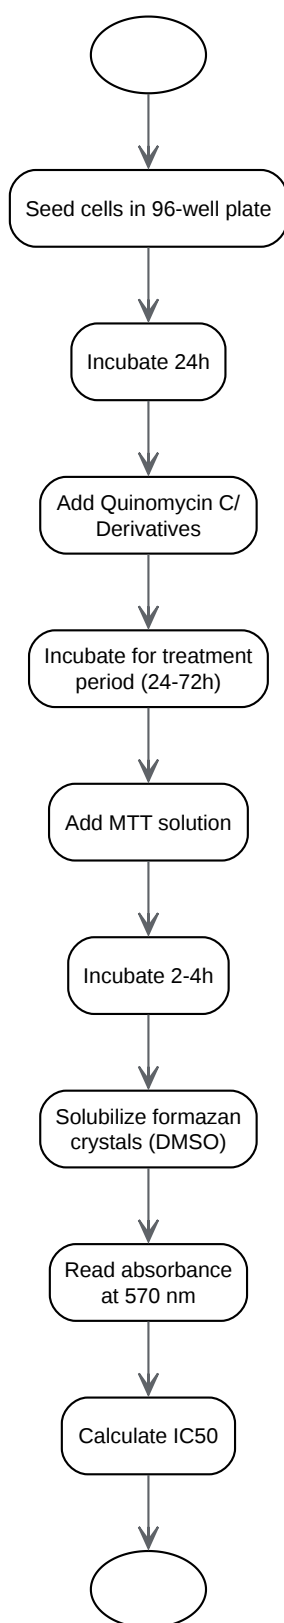 Seed cells in 96-well plate
Incubate 24h
Add Quinomycin C/
Derivatives
Incubate for treatment
period (24-72h)
Add MTT solution
Incubate 2-4h
Solubilize formazan
crystals (DMSO)
Read absorbance
at 570 nm
Calculate IC50